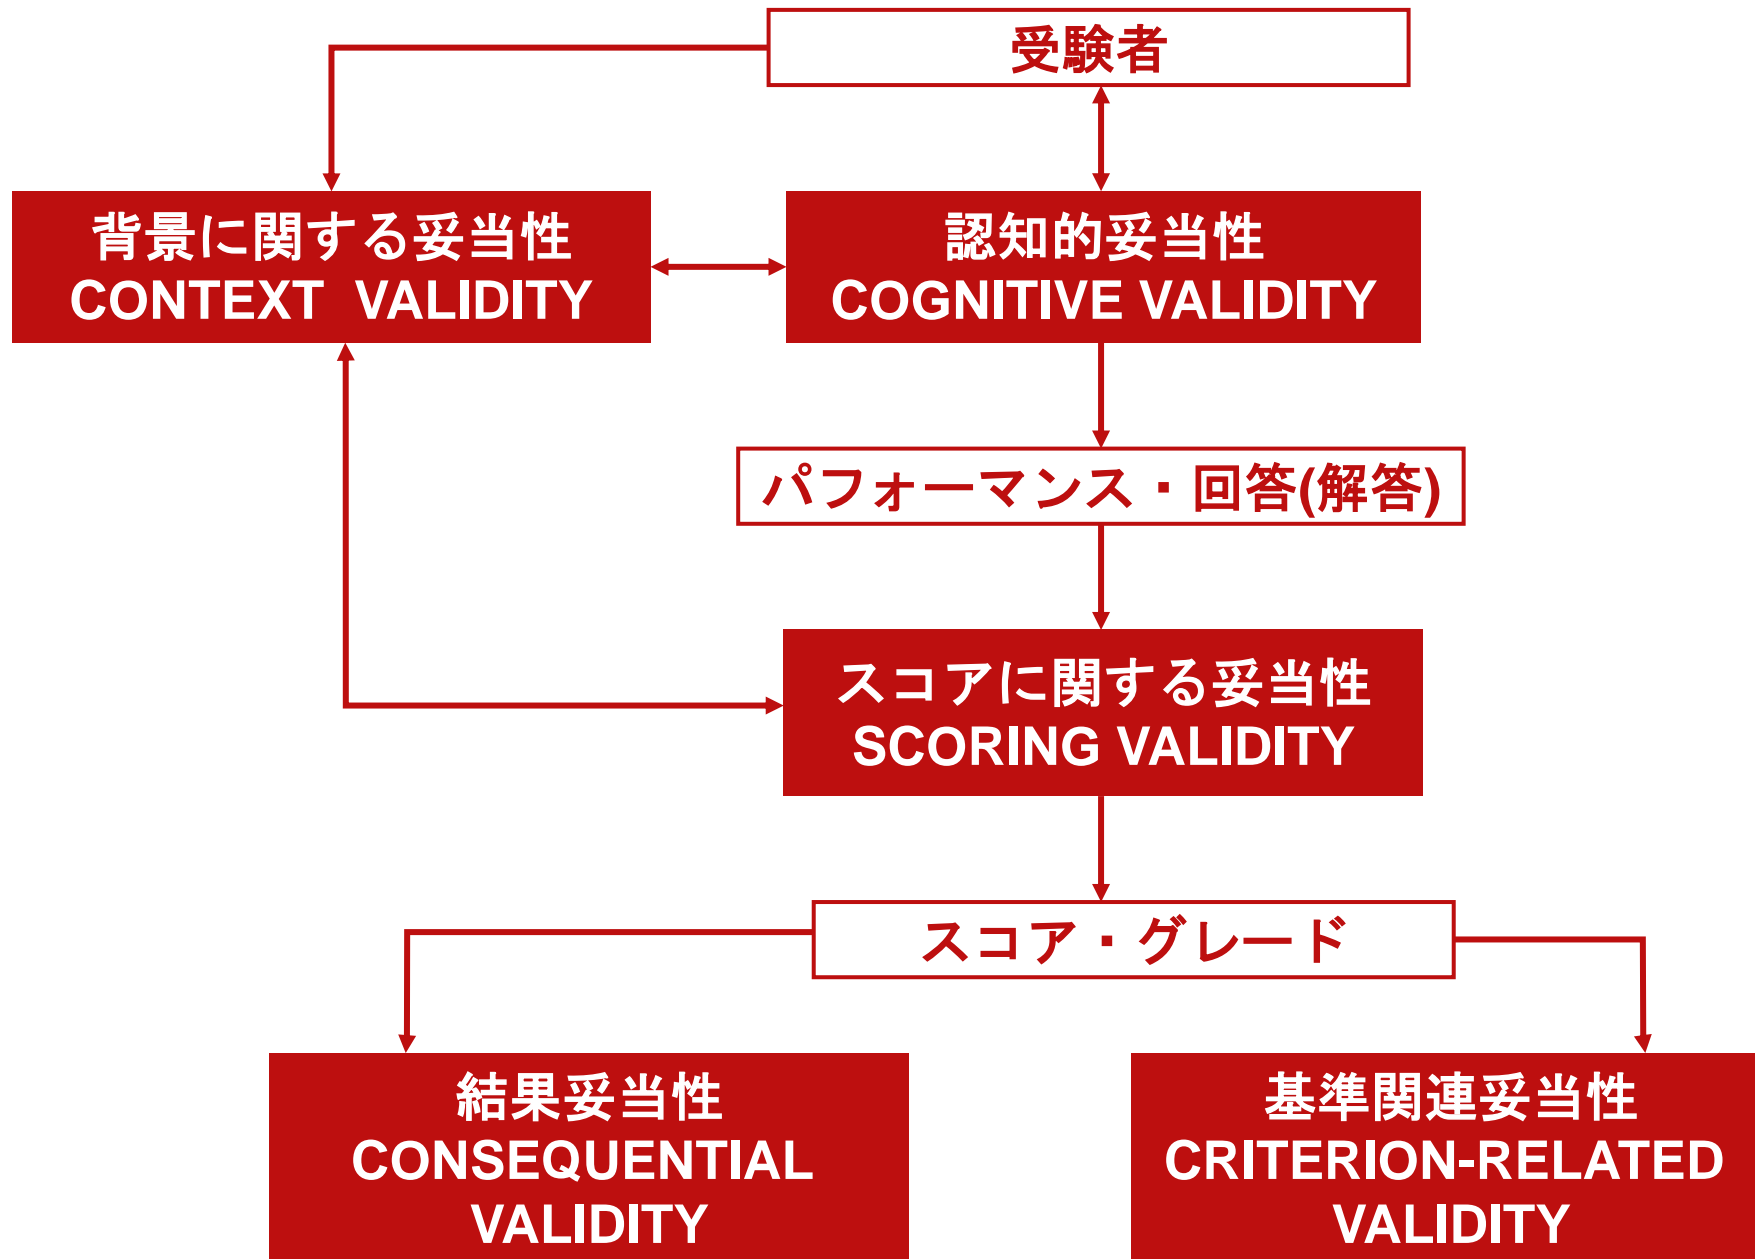 受験者
背景に関する妥当性
CONTEXT VALIDITY
認知的妥当性
COGNITIVE VALIDITY
パフォーマンス・回答(解答)
スコアに関する妥当性
SCORING VALIDITY
スコア・グレード
結果妥当性
CONSEQUENTIAL
VALIDITY
基準関連妥当性
CRITERION-RELATED
VALIDITY